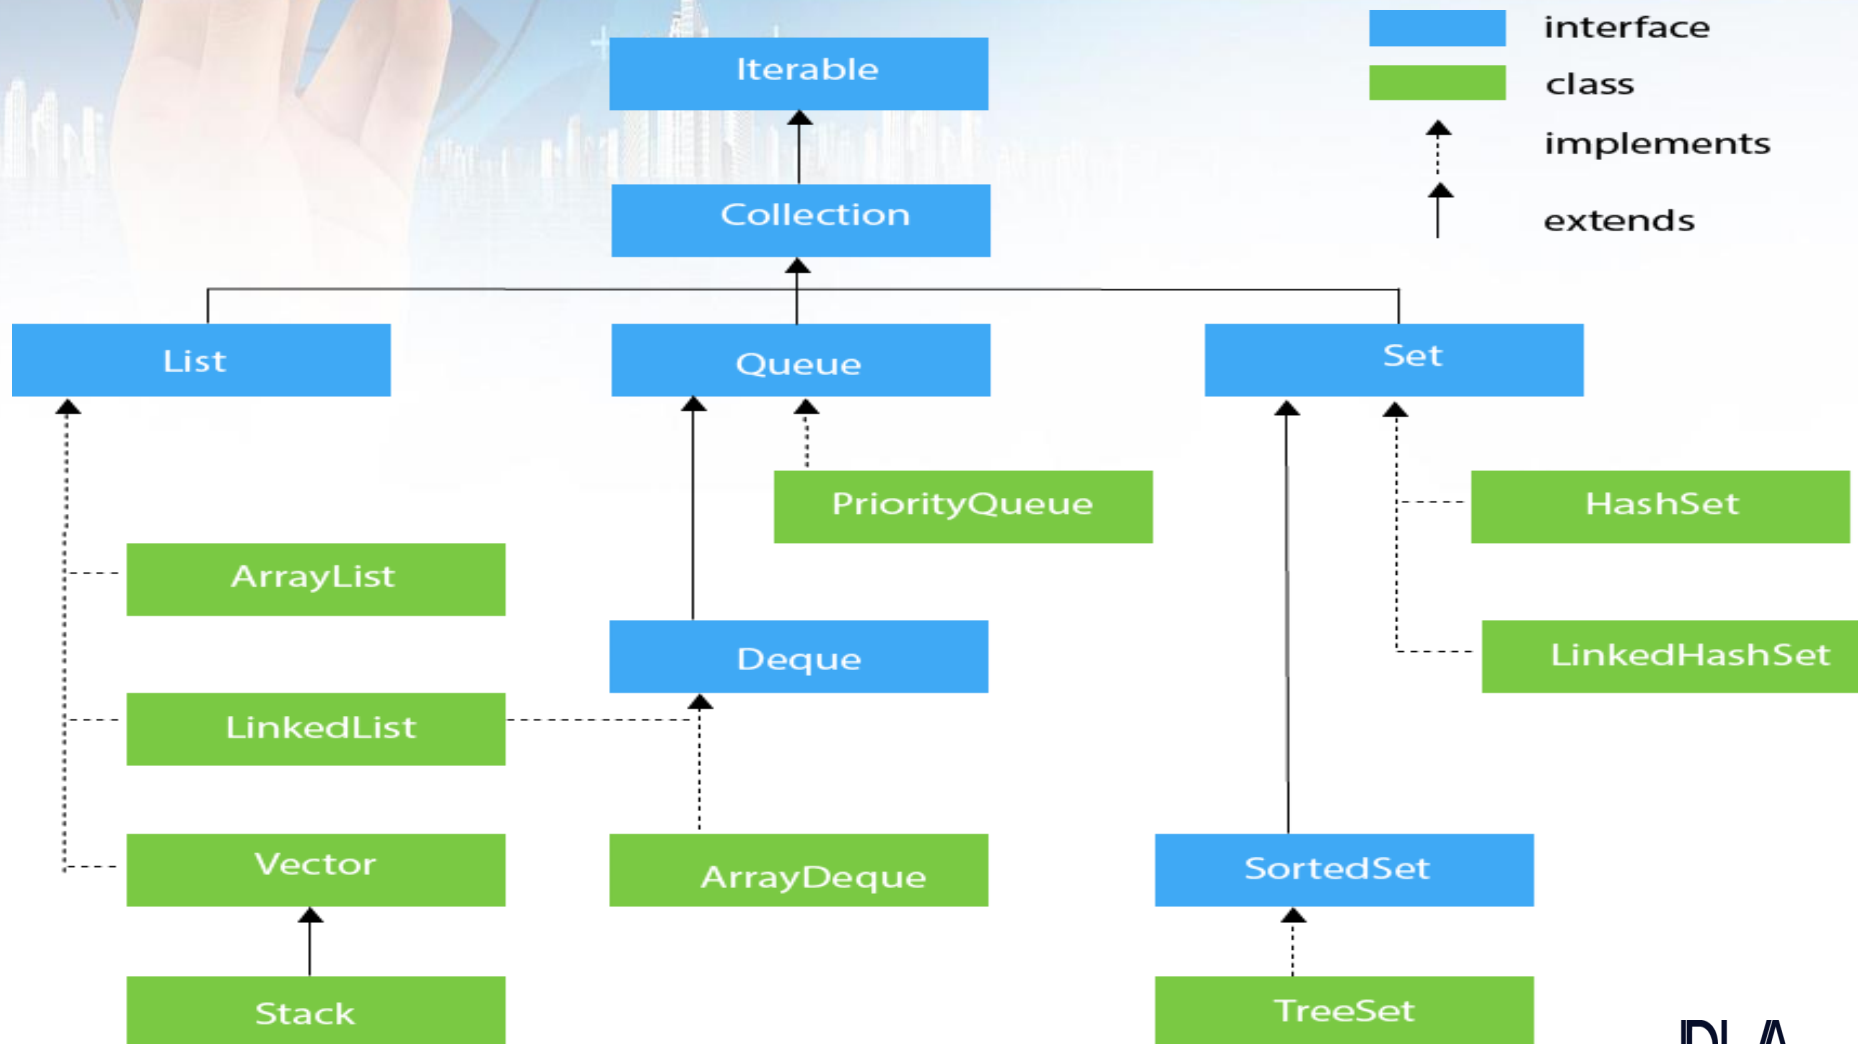 Iterable
interface
class
implements
extends
Collection
List
Queue
Set
PriorityQueue
HashSet
ArrayList
Deque
LinkedHashSet
LinkedList
Vector
ArrayDeque
SortedSet
Stack
TreeSet